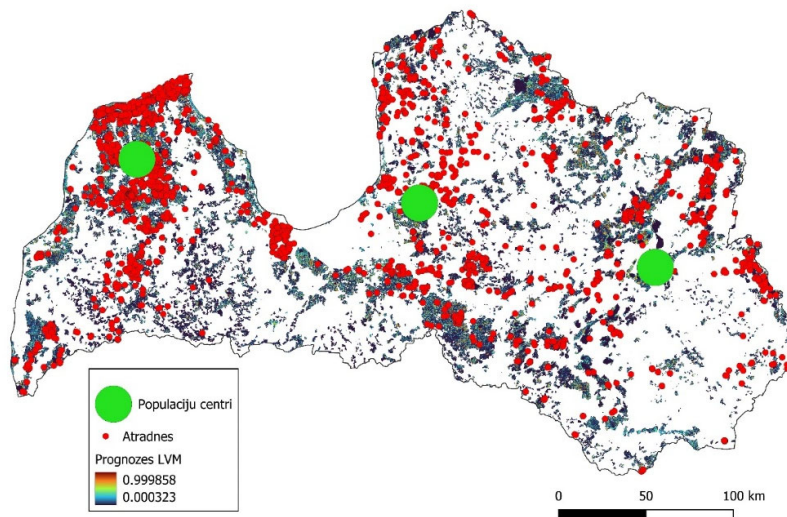 Populaciju centri
Atradnes
Prognozes LVM
0.999858
0.000323
0 50 100 km